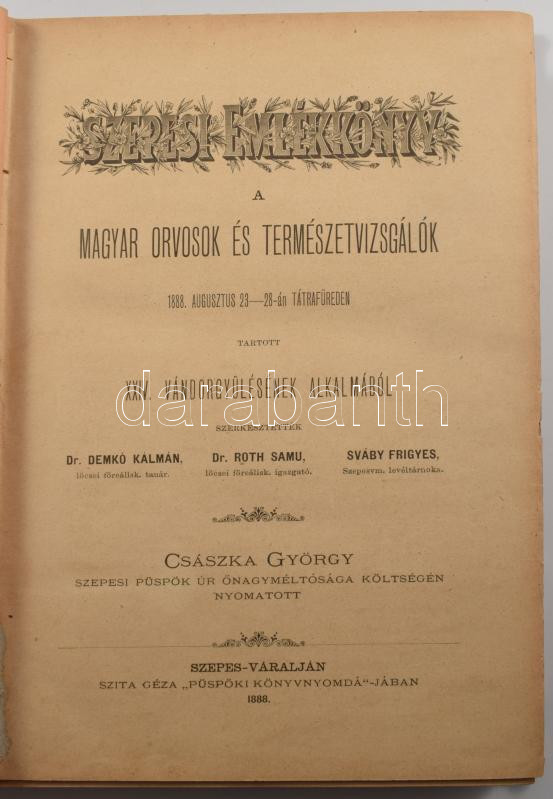 SZEPESI EMLÉKKÖNYV
A
MAGYAR ORVOSOK ÉS TERMÉSZETVIZSGÁLÓK
1888. AUGUSZTUS 23—28-án TÁTRAFÜREDEN
TARTOTT
XXIV. VÁNDORGYÜLÉSÉNEK ALKALMÁBÓL
darabanth
SZERKESZTETTÉK
Dr. DEMKÓ KÁLMÁN, Dr. ROTH SAMU, SVÁBY FRIGYES,
lőcsei főreálisk. tanár. lőcsei főreálisk. igazgató. Szepesvm. levéltárnoka.
CSÁSZKA GYÖRGY
SZEPESI PÜSPÖK ÚR ŐNAGYMÉLTÓSÁGA KÖLTSÉGÉN
NYOMATOTT
SZEPES-VÁRALJÁN
SZITA GÉZA „PÜSPÖKI KÖNYVNYOMDÁ“-JÁBAN
1888.